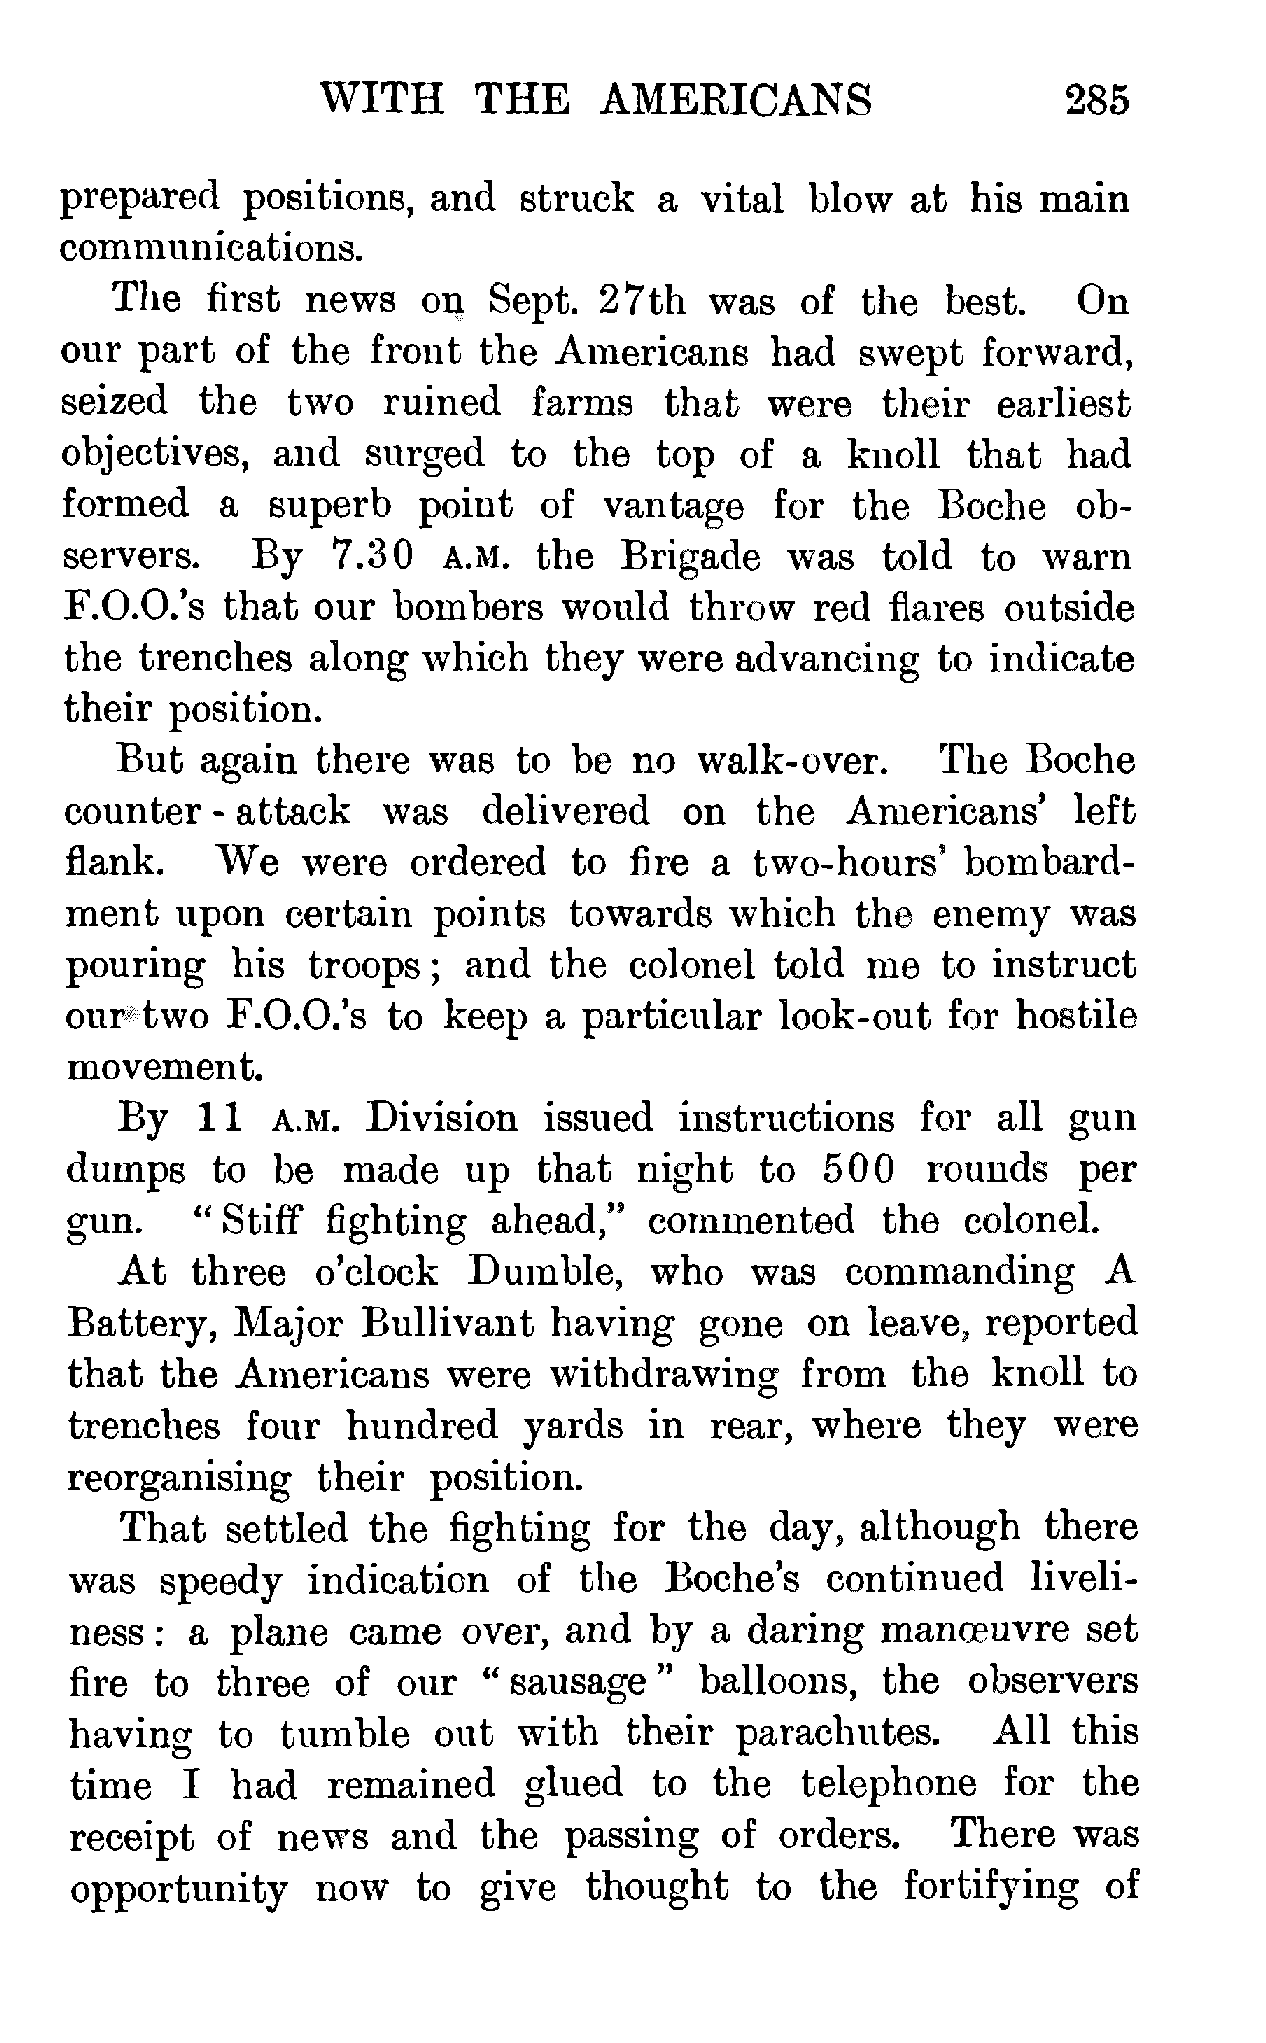 WITH THE AMERICANS 285
prepared positions, and struck a vital blow at his main
communications.
The first news on Sept. 27th was of the best. On
our part of the front the Americans had swept forward,
seized the two ruined farms that were their earliest
objectives, and surged to the top of a knoll that had
formed a superb point of vantage for the Boche ob-
servers. By 7.30 A.M. the Brigade was told to warn
F.O.O.'s that our bombers would throw red flares outside
the trenches along which they were advancing to indicate
their position.
But again there was to be no walk-over. The Boche
counter-attack was delivered on the Americans' left
flank. We were ordered to fire a two-hours' bombard-
ment upon certain points towards which the enemy was
pouring his troops; and the colonel told me to instruct
our two F.O.O.'s to keep a particular look-out for hostile
movement.
By 11 A.M. Division issued instructions for all gun
dumps to be made up that night to 500 rounds per
gun. "Stiff fighting ahead," commented the colonel.
At three o'clock Dumble, who was commanding A
Battery, Major Bullivant having gone on leave, reported
that the Americans were withdrawing from the knoll to
trenches four hundred yards in rear, where they were
reorganising their position.
That settled the fighting for the day, although there
was speedy indication of the Boche's continued liveli-
ness: a plane came over, and by a daring manœuvre set
fire to three of our "sausage" balloons, the observers
having to tumble out with their parachutes. All this
time I had remained glued to the telephone for the
receipt of news and the passing of orders. There was
opportunity now to give thought to the fortifying of